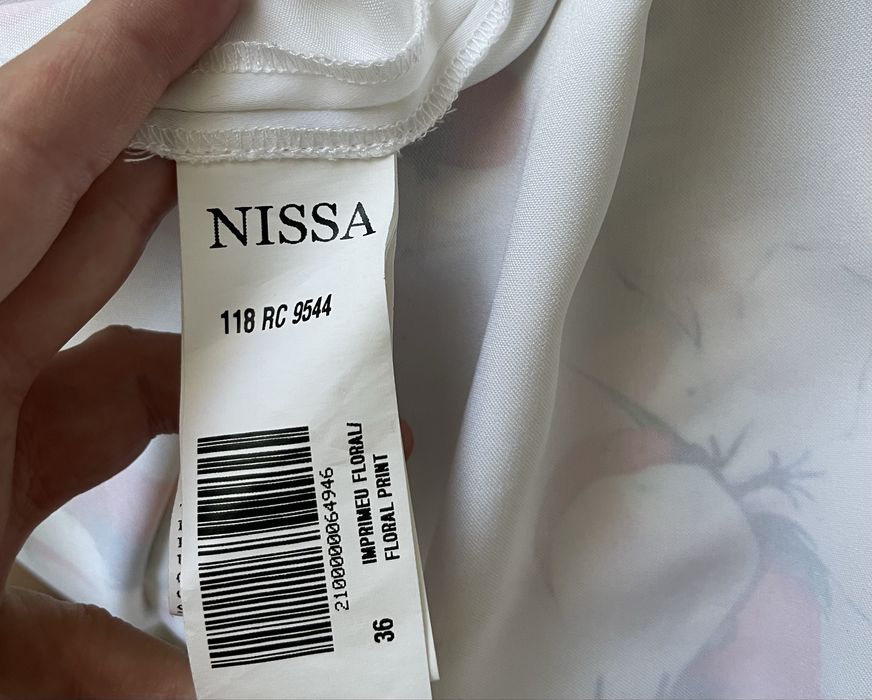 NISSA
118 RC 9544
2100000064946
IMPRIMEU FLORAL/
FLORAL PRINT
36